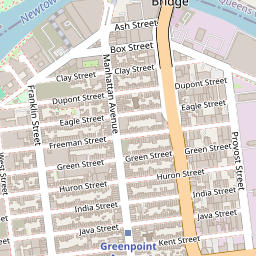 Newtow
Queens
Ash Street
Bridge
Box Street
Clay Street
Clay Street
Dupont Street
Dupont Street
Eagle Street
Eagle Street
Manhattan Avenue
Franklin Street
Freeman Street
Provost Street
Green Street
Green Street
Green Street
West Street
Huron Street
Huron Street
India Street
India Street
Java Street
Java Street
Greenpoint
Kent Street